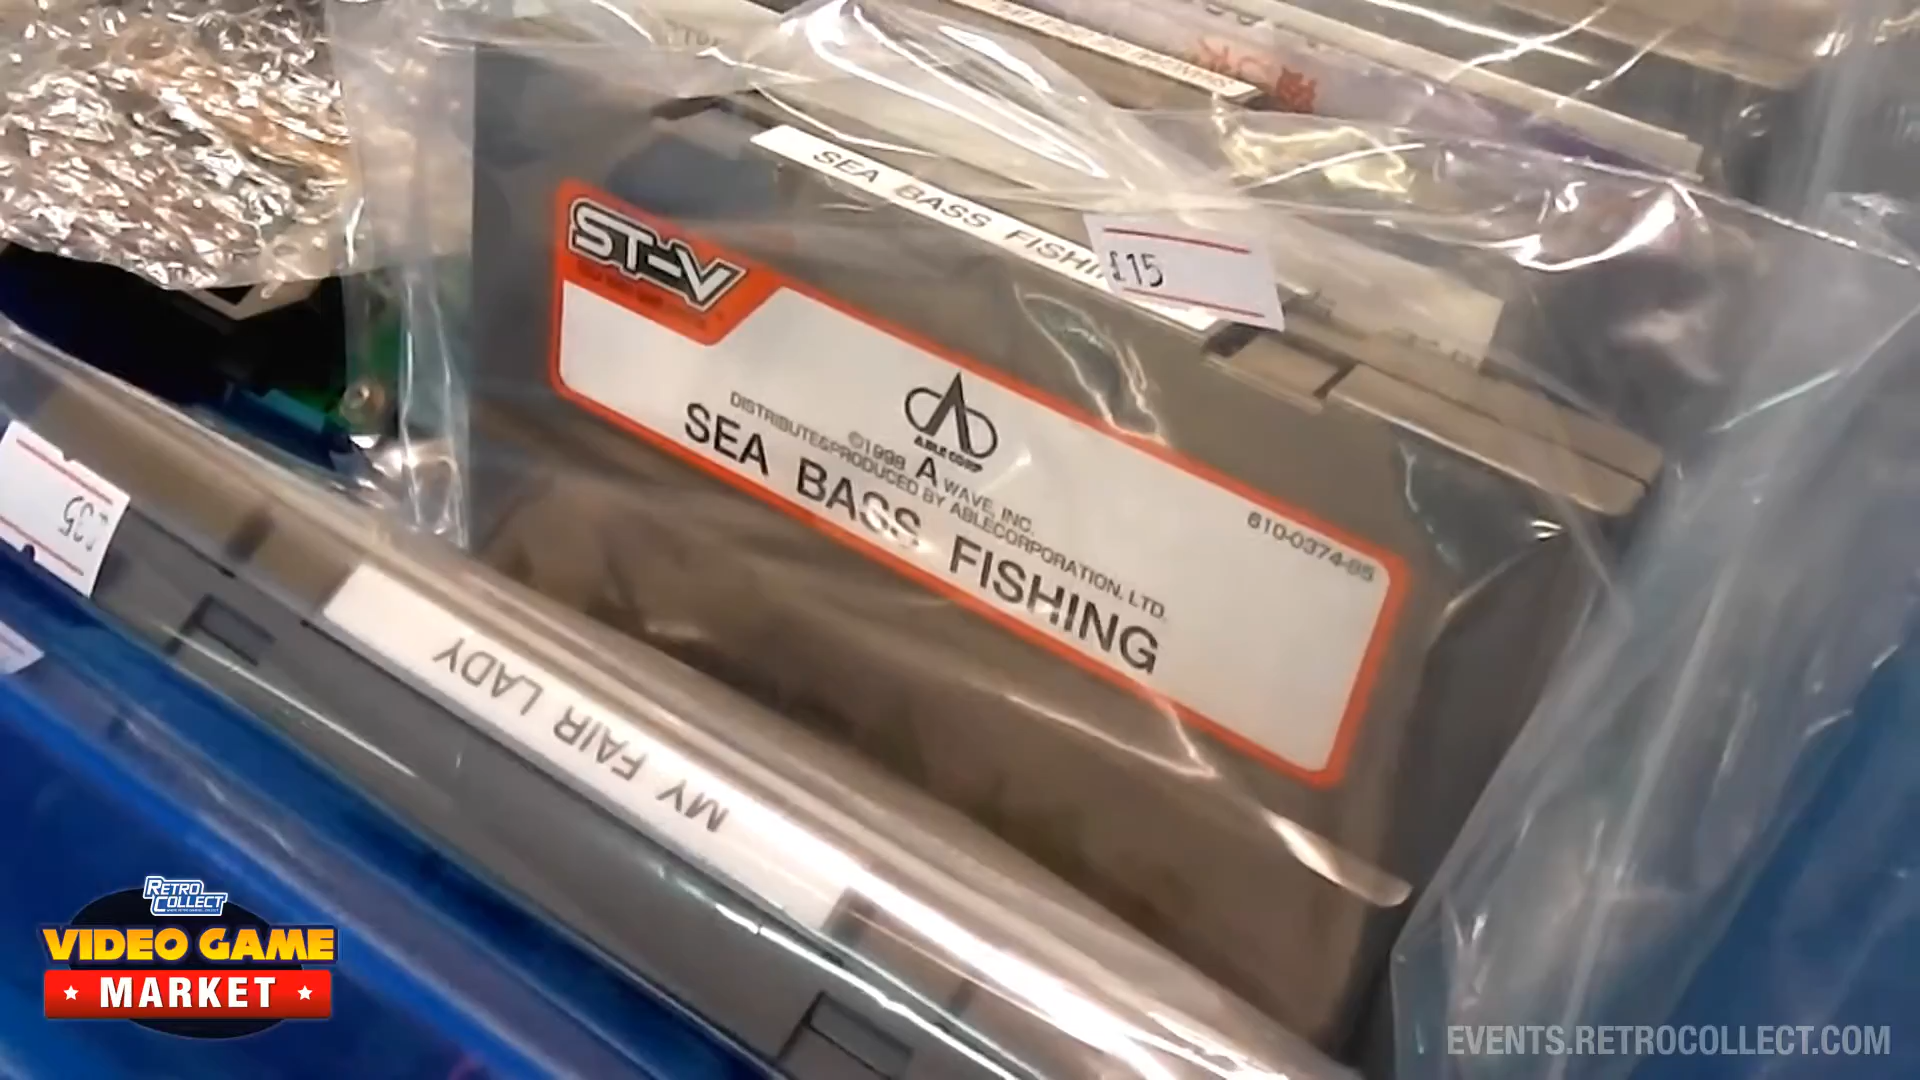 SEA BASS FISHI
£15
ST-V
ABLE CORP
©1998 A WAVE, INC.
DISTRIBUTE&PRODUCED BY ABLECORPORATION, LTD.
SEA BASS FISHING
610-0374-85
£35
MY FAIR LADY
RETRO
COLLECT
VIDEO GAME
MARKET
EVENTS.RETROCOLLECT.COM